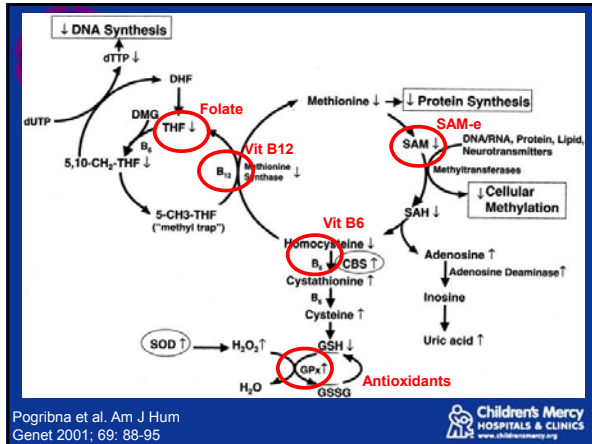 ↓ DNA Synthesis
dTTP ↓
DHF
dUTP
DMG
Folate
THF ↓
B6
5,10-CH2-THF ↓
5-CH3-THF
("methyl trap")
Vit B12
B12
Methionine
Synthase ↓
Methionine ↓
↓ Protein Synthesis
SAM-e
SAM ↓
DNA/RNA, Protein, Lipid,
Neurotransmitters
Methyltransferases
↓ Cellular
Methylation
SAH ↓
Vit B6
Homocysteine ↓
B6
CBS ↑
Cystathionine ↑
B6
Cysteine ↑
Adenosine ↑
Adenosine Deaminase ↑
Inosine
Uric acid ↑
SOD ↑
H2O2 ↑
GSH ↓
GPx ↑
H2O
GSSG
Antioxidants
Pogribna et al. Am J Hum
Genet 2001; 69: 88-95
Children's Mercy
HOSPITALS & CLINICS
www.childrensmercy.org